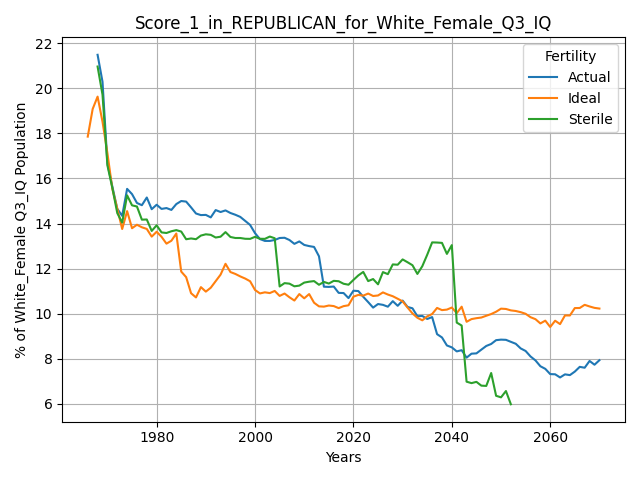 Score_1_in_REPUBLICAN_for_White_Female_Q3_IQ
Fertility
Actual
Ideal
Sterile
% of White_Female Q3_IQ Population
22
20
18
16
14
12
10
8
6
1980
2000
2020
2040
2060
Years